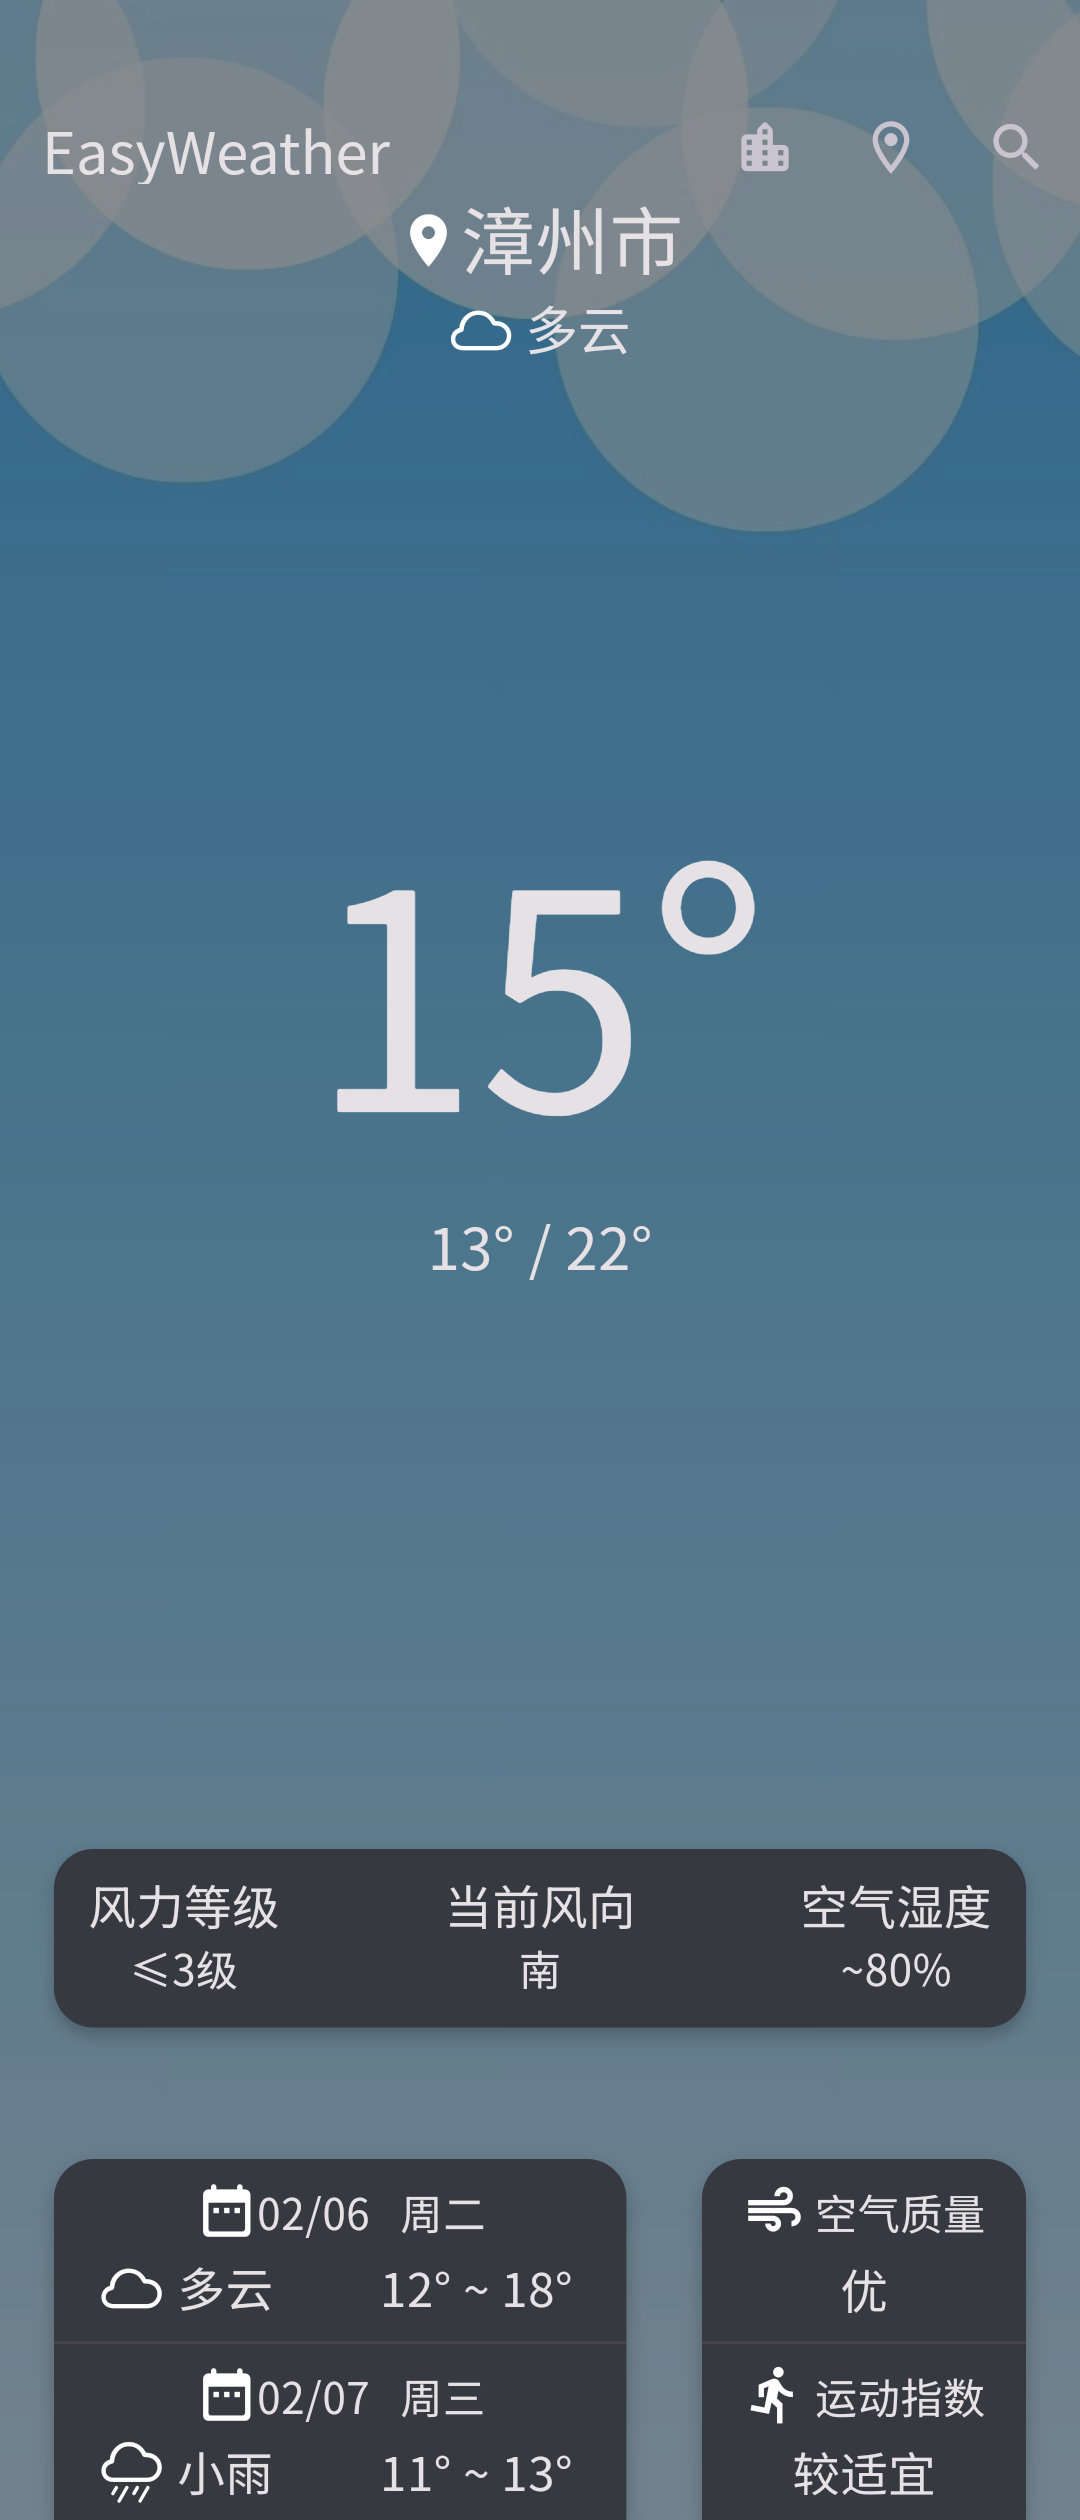 EasyWeather
漳州市
多云
15°
13° / 22°
风力等级 当前风向 空气湿度
≤3级 南 ~80%
02/06 周二
多云 12° ~ 18°
02/07 周三
小雨 11° ~ 13°
空气质量
优
运动指数
较适宜